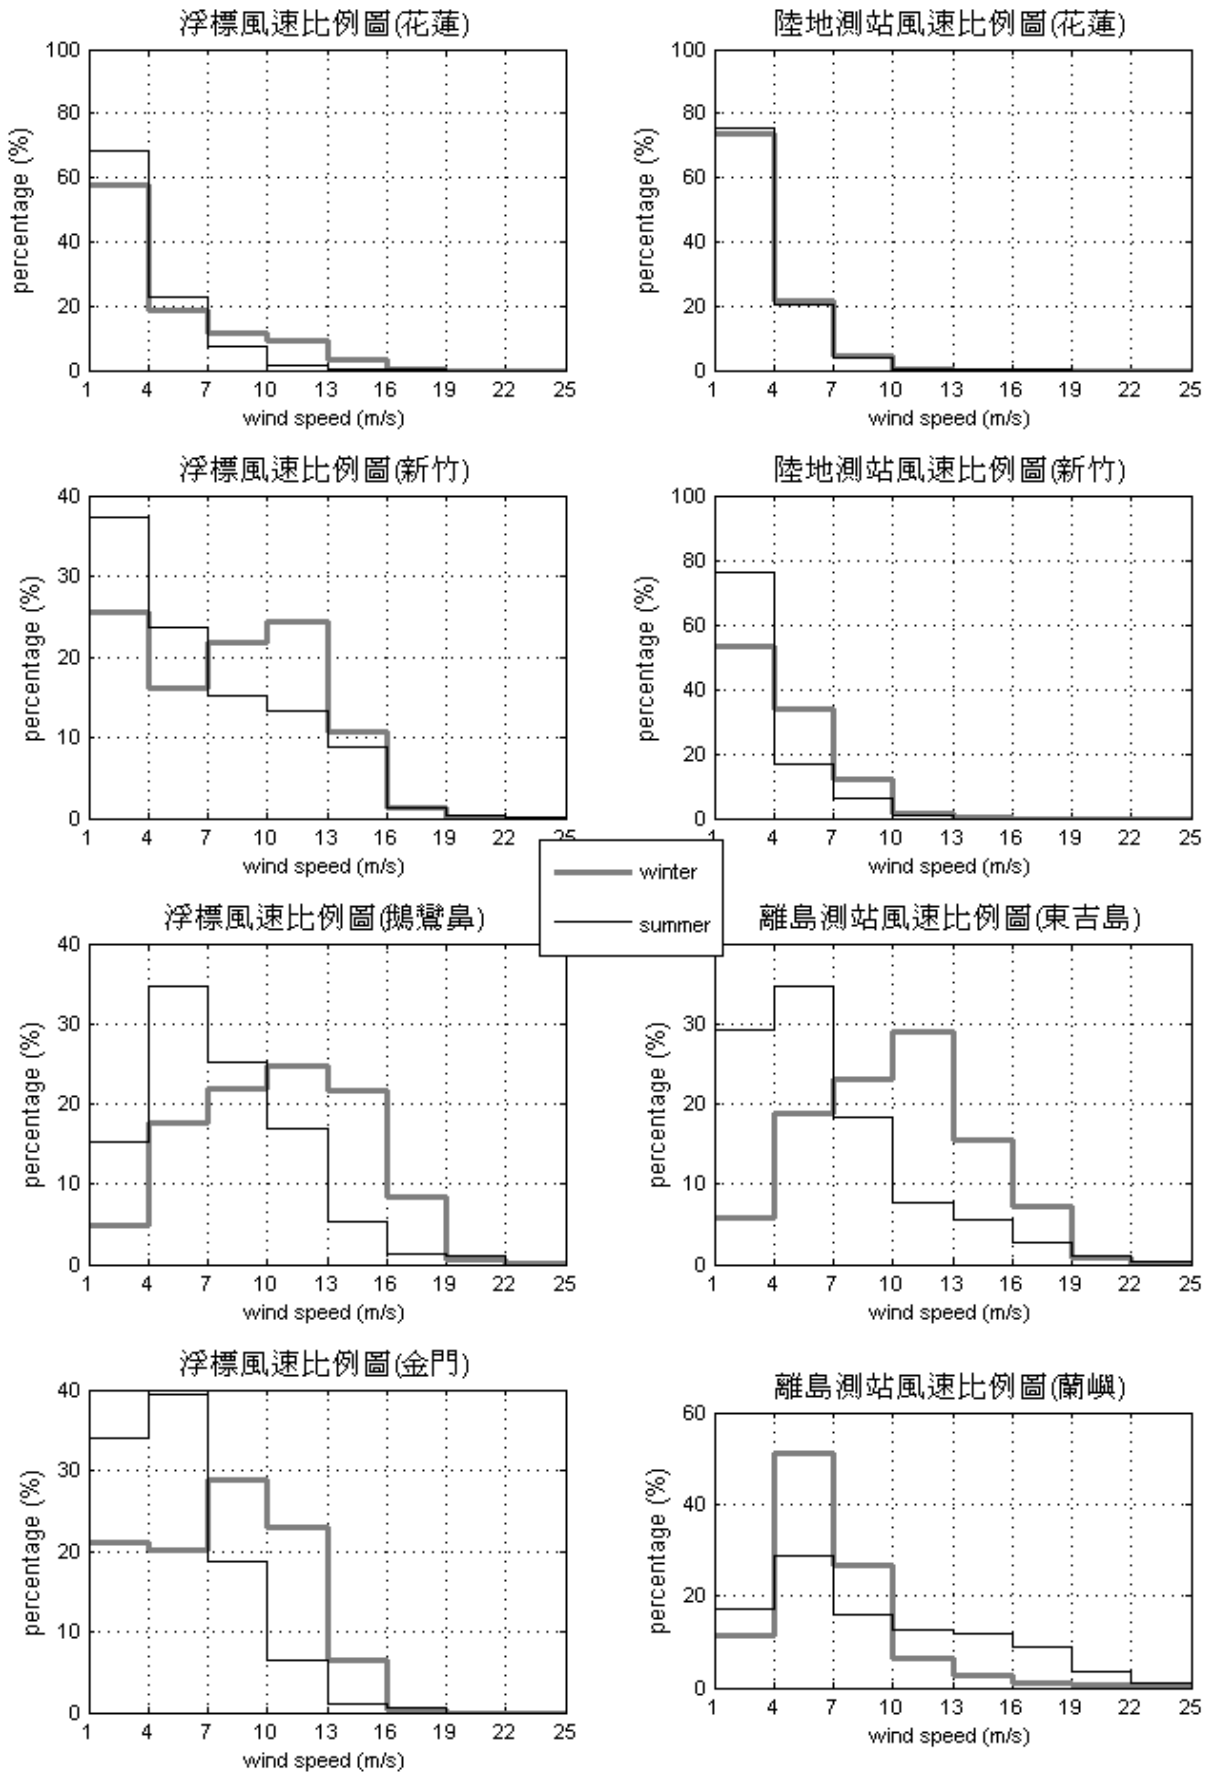 浮標風速比例圖(花蓮)
percentage (%)
100
80
60
40
20
0
1 4 7 10 13 16 19 22 25
wind speed (m/s)
陸地測站風速比例圖(花蓮)
percentage (%)
100
80
60
40
20
0
1 4 7 10 13 16 19 22 25
wind speed (m/s)
浮標風速比例圖(新竹)
percentage (%)
40
30
20
10
0
1 4 7 10 13 16 19 22 25
wind speed (m/s)
陸地測站風速比例圖(新竹)
percentage (%)
100
80
60
40
20
0
1 4 7 10 13 16 19 22 25
wind speed (m/s)
winter
summer
浮標風速比例圖(鵝鸞鼻)
percentage (%)
40
30
20
10
0
1 4 7 10 13 16 19 22 25
wind speed (m/s)
離島測站風速比例圖(東吉島)
percentage (%)
30
20
10
0
1 4 7 10 13 16 19 22 25
wind speed (m/s)
浮標風速比例圖(金門)
percentage (%)
40
30
20
10
0
1 4 7 10 13 16 19 22 25
wind speed (m/s)
離島測站風速比例圖(蘭嶼)
percentage (%)
60
40
20
0
1 4 7 10 13 16 19 22 25
wind speed (m/s)